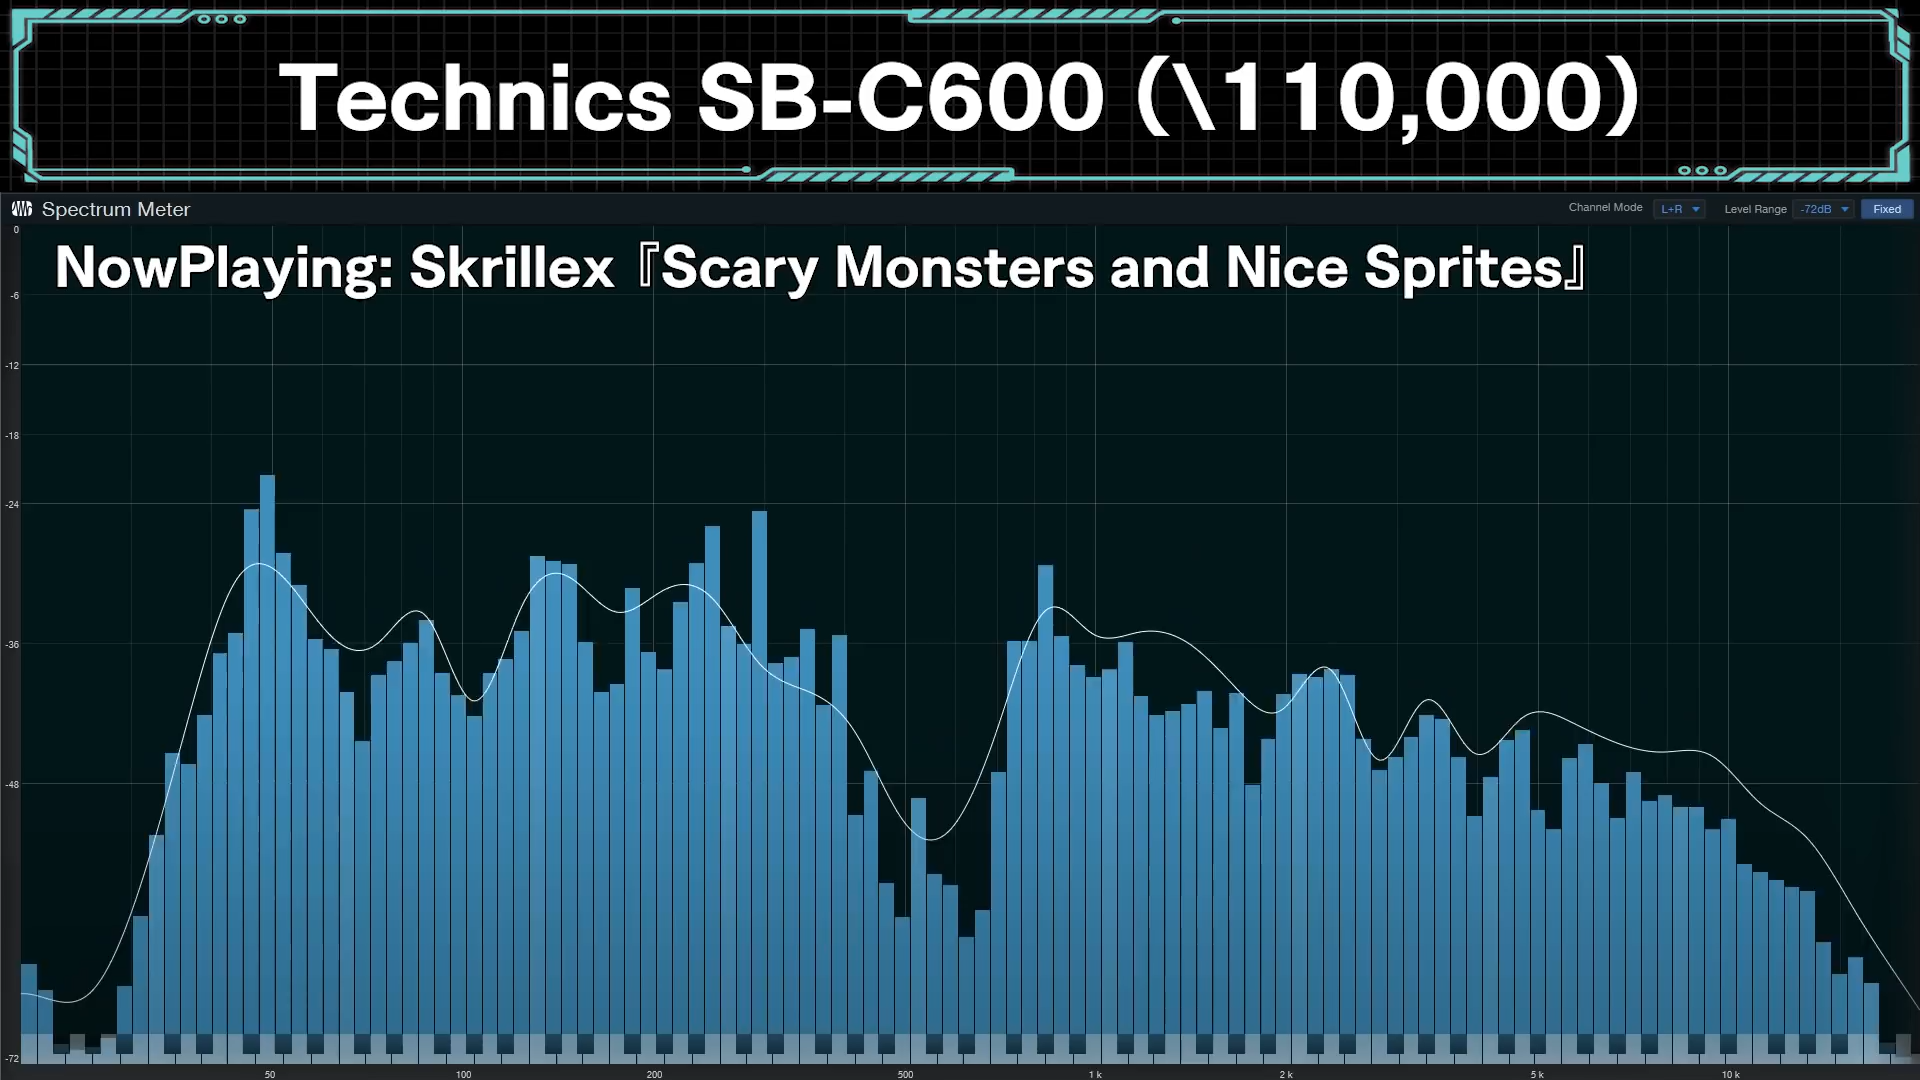 Technics SB-C600 (\110,000)
Spectrum Meter
Channel Mode L+R Level Range -72dB Fixed
NowPlaying: Skrillex『Scary Monsters and Nice Sprites』
0
-6
-12
-18
-24
-36
-48
-72
50 100 200 500 1 k 2 k 5 k 10 k